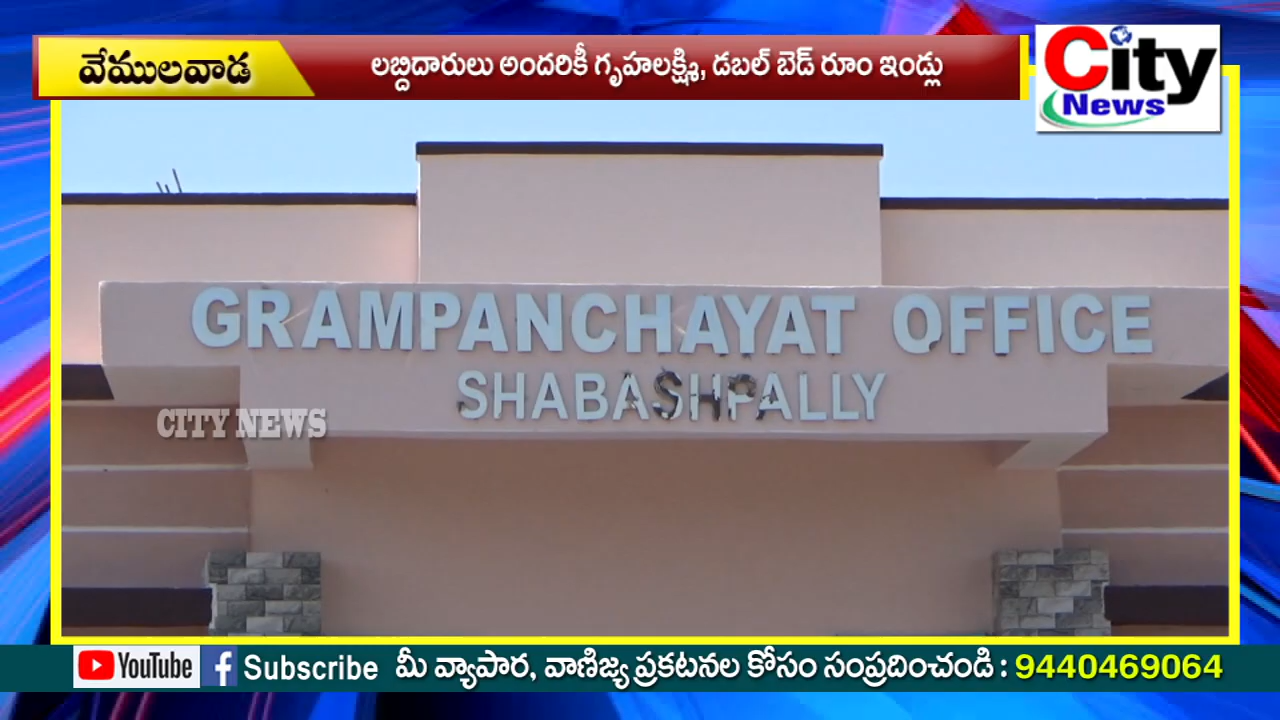 వేములవాడ
లబ్దిదారులు అందరికీ గృహలక్ష్మి, డబల్ బెడ్ రూం ఇండ్లు
City
News
GRAMPANCHAYAT OFFICE
SHABASHPALLY
CITY NEWS
YouTube f Subscribe మీ వ్యాపార, వాణిజ్య ప్రకటనల కోసం సంప్రదించండి : 9440469064